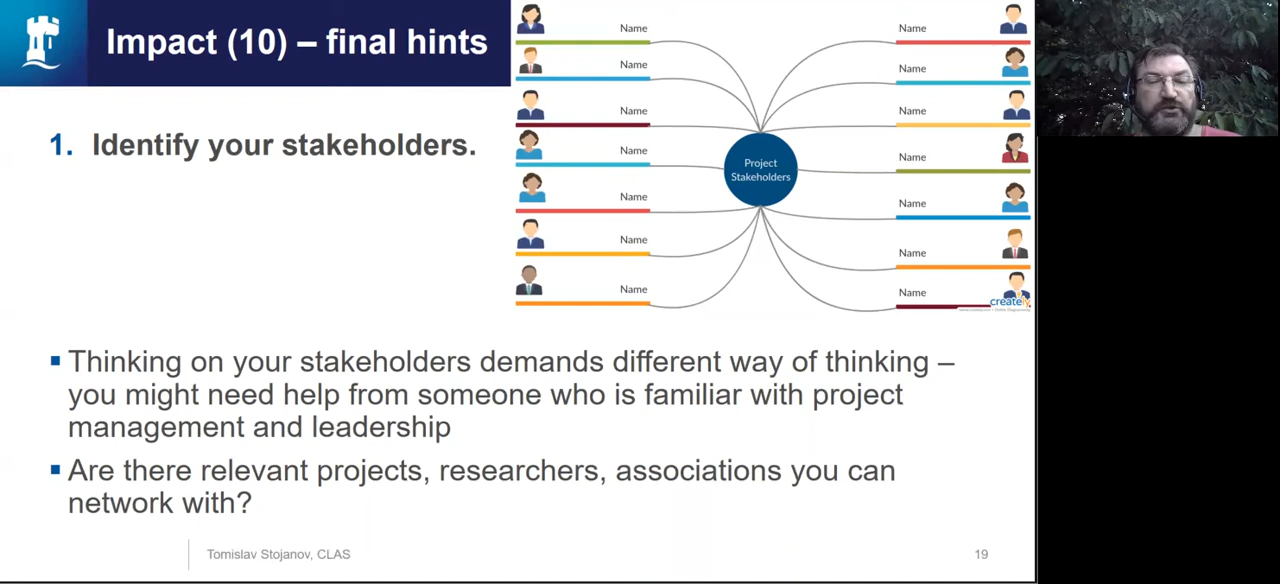 Impact (10) – final hints
1. Identify your stakeholders.
Name
Name
Name
Name
Name
Name
Name
Project
Stakeholders
Name
Name
Name
Name
Name
Name
Name
creately
▪ Thinking on your stakeholders demands different way of thinking –
you might need help from someone who is familiar with project
management and leadership
▪ Are there relevant projects, researchers, associations you can
network with?
Tomislav Stojanov, CLAS
19